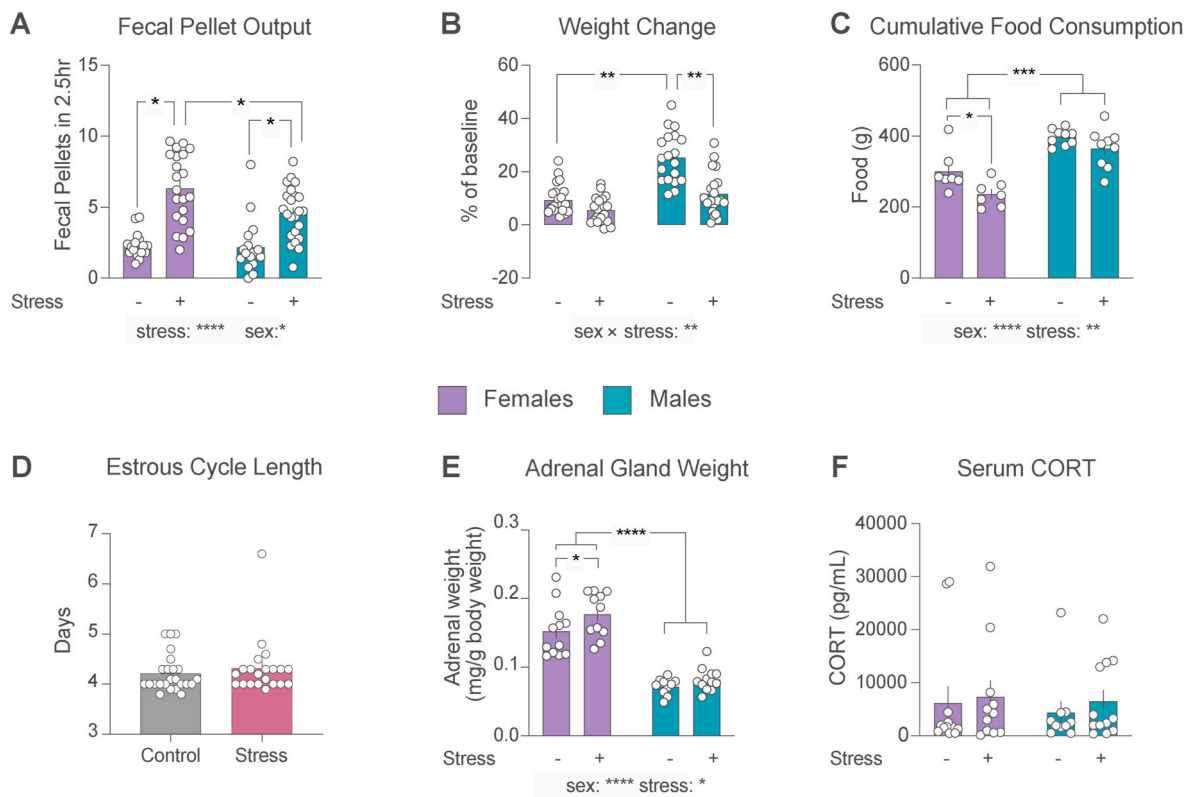 A Fecal Pellet Output
Fecal Pellets in 2.5hr
15
10
5
0
* * *
Stress - + - +
stress: **** sex:*
B Weight Change
% of baseline
60
40
20
0
-20
** **
Stress - + - +
sex × stress: **
C Cumulative Food Consumption
Food (g)
600
400
200
0
***
*
Stress - + - +
sex: **** stress: **
Females Males
D Estrous Cycle Length
Days
7
6
5
4
3
Control Stress
E Adrenal Gland Weight
Adrenal weight
(mg/g body weight)
0.3
0.2
0.1
0.0
****
*
Stress - + - +
sex: **** stress: *
F Serum CORT
CORT (pg/mL)
40000
30000
20000
10000
0
Stress - + - +